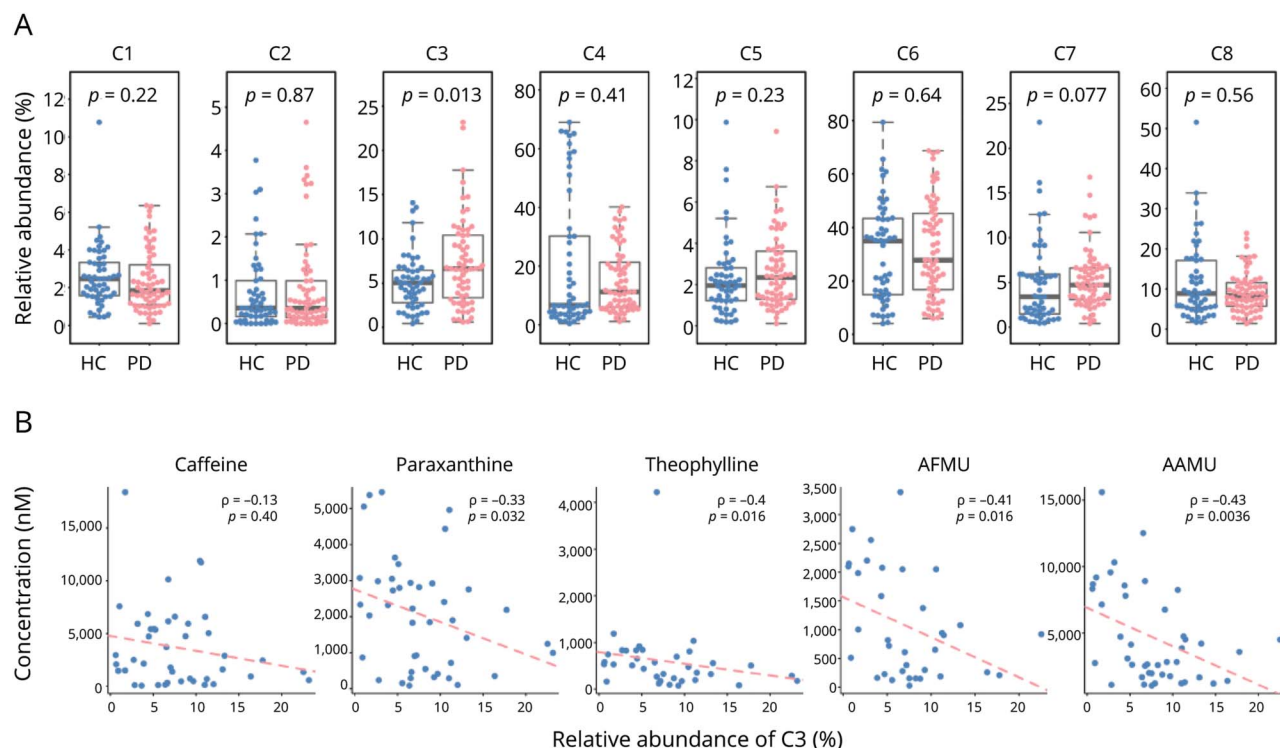 A
C1 C2 C3 C4 C5 C6 C7 C8
Relative abundance (%)
p = 0.22 p = 0.87 p = 0.013 p = 0.41 p = 0.23 p = 0.64 p = 0.077 p = 0.56
12 10 8 6 4 2 0
5 4 3 2 1 0
25 20 15 10 5 0
80 60 40 20 0
12 10 8 6 4 2 0
80 60 40 20 0
25 20 15 10 5 0
60 50 40 30 20 10 0
HC PD HC PD HC PD HC PD HC PD HC PD HC PD HC PD
B
Caffeine Paraxanthine Theophylline AFMU AAMU
Concentration (nM)
ρ = –0.13 ρ = –0.33 ρ = –0.4 ρ = –0.41 ρ = –0.43
p = 0.40 p = 0.032 p = 0.016 p = 0.016 p = 0.0036
15,000 10,000 5,000 0
5,000 4,000 3,000 2,000 1,000 0
4,000 3,000 2,000 1,000 0
3,500 3,000 2,500 2,000 1,500 1,000 500 0
15,000 10,000 5,000
0 5 10 15 20 0 5 10 15 20 0 5 10 15 20 0 5 10 15 20 0 5 10 15 20
Relative abundance of C3 (%)